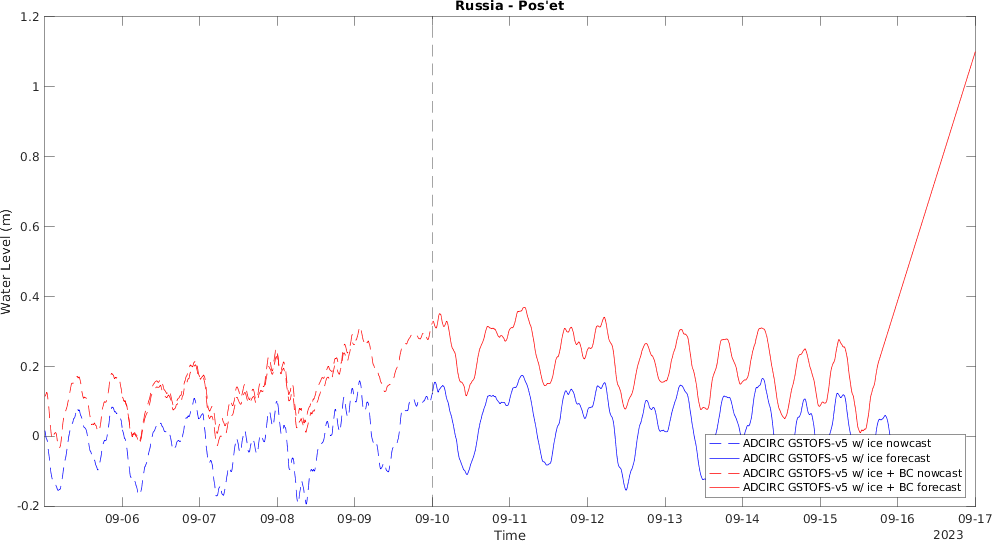 Russia - Pos'et
1.2
1
0.8
0.6
0.4
0.2
0
-0.2
Water Level (m)
ADCIRC GSTOFS-v5 w/ ice nowcast
ADCIRC GSTOFS-v5 w/ ice forecast
ADCIRC GSTOFS-v5 w/ ice + BC nowcast
ADCIRC GSTOFS-v5 w/ ice + BC forecast
09-06 09-07 09-08 09-09 09-10 09-11 09-12 09-13 09-14 09-15 09-16 09-17
Time
2023